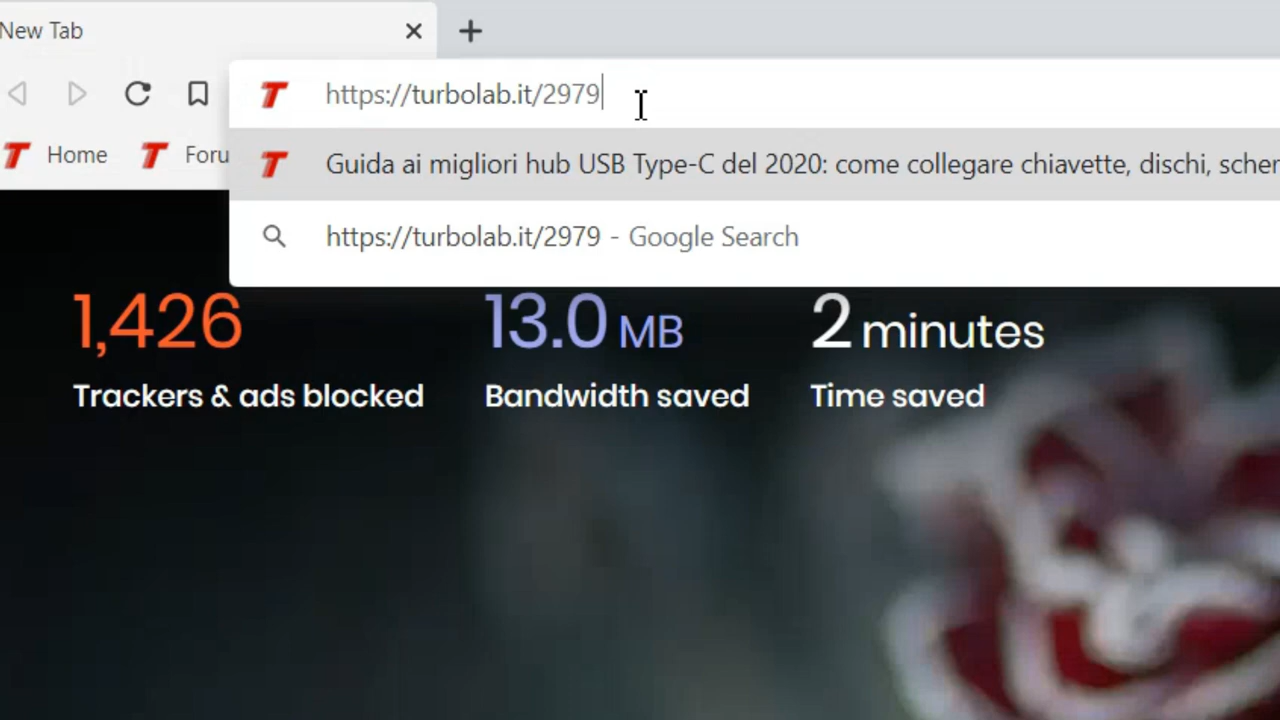 New Tab
https://turbolab.it/2979
Home Foru
Guida ai migliori hub USB Type-C del 2020: come collegare chiavette, dischi, scher
https://turbolab.it/2979 - Google Search
1,426 13.0 MB 2 minutes
Trackers & ads blocked Bandwidth saved Time saved